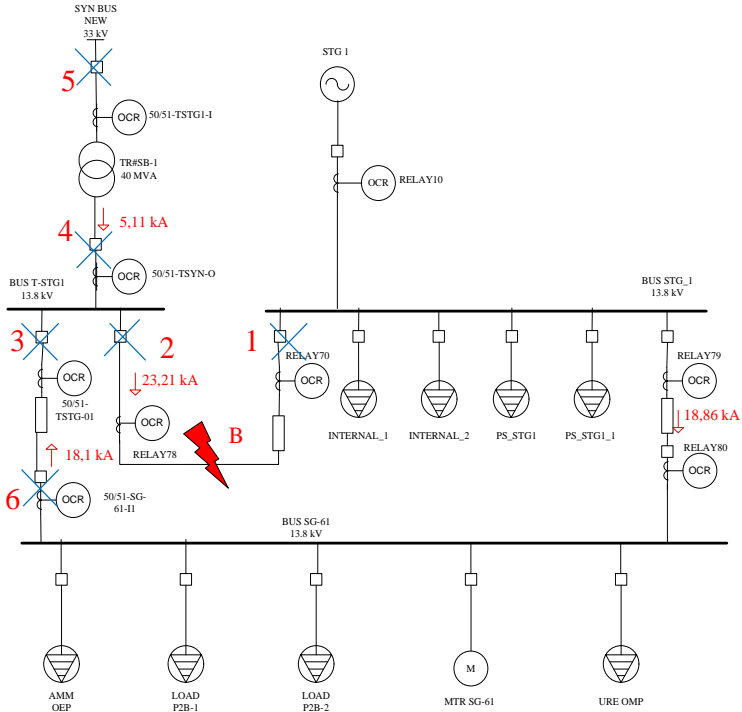 SYN BUS
NEW
33 kV
5
OCR
50/51-TSTG1-I
TR#SB-1
40 MVA
5,11 kA
4
OCR
50/51-TSYN-O
STG 1
OCR
RELAY10
BUS T-STG1
13.8 kV
BUS STG_1
13.8 kV
3
2
1
OCR
50/51-
TSTG-01
23,21 kA
OCR
RELAY78
B
RELAY70
OCR
INTERNAL_1
INTERNAL_2
PS_STG1
PS_STG1_1
RELAY79
OCR
18,86 kA
RELAY80
OCR
18,1 kA
6
OCR
50/51-SG-
61-I1
BUS SG-61
13.8 kV
AMM
OEP
LOAD
P2B-1
LOAD
P2B-2
M
MTR SG-61
URE OMP